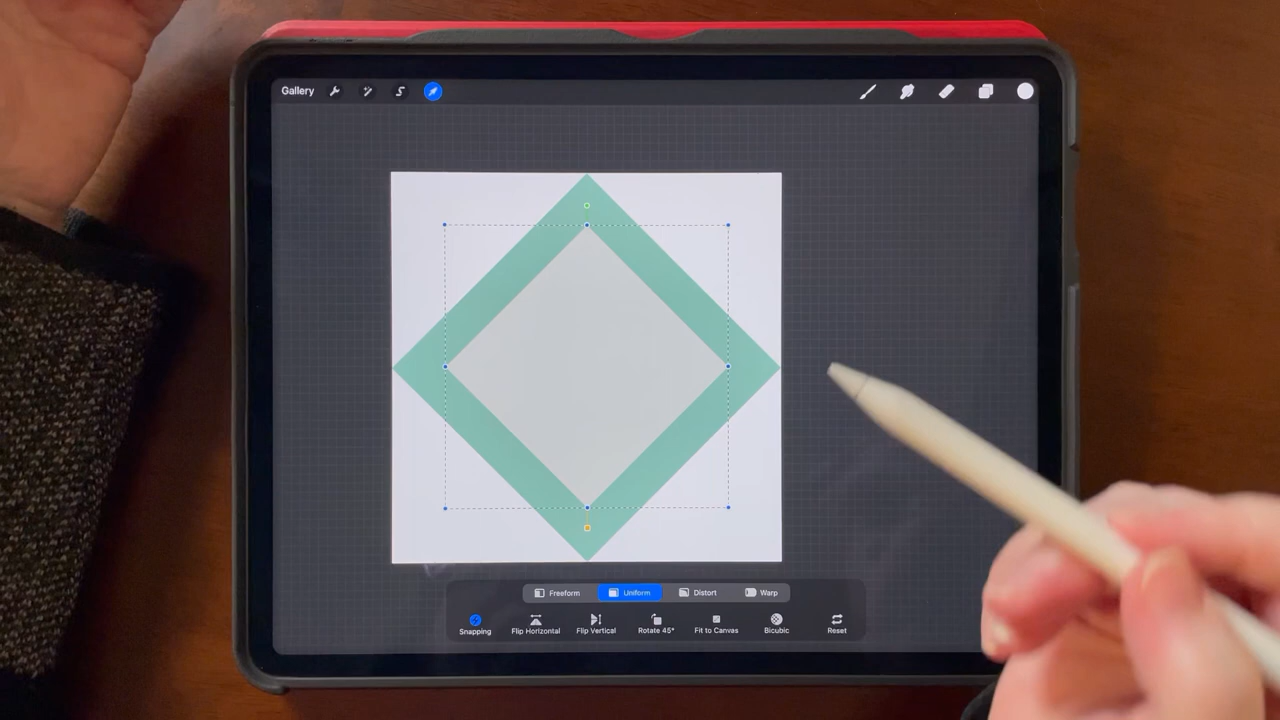 Gallery
Freeform Uniform Distort Warp
Snapping Flip Horizontal Flip Vertical Rotate 45° Fit to Canvas Bicubic Reset